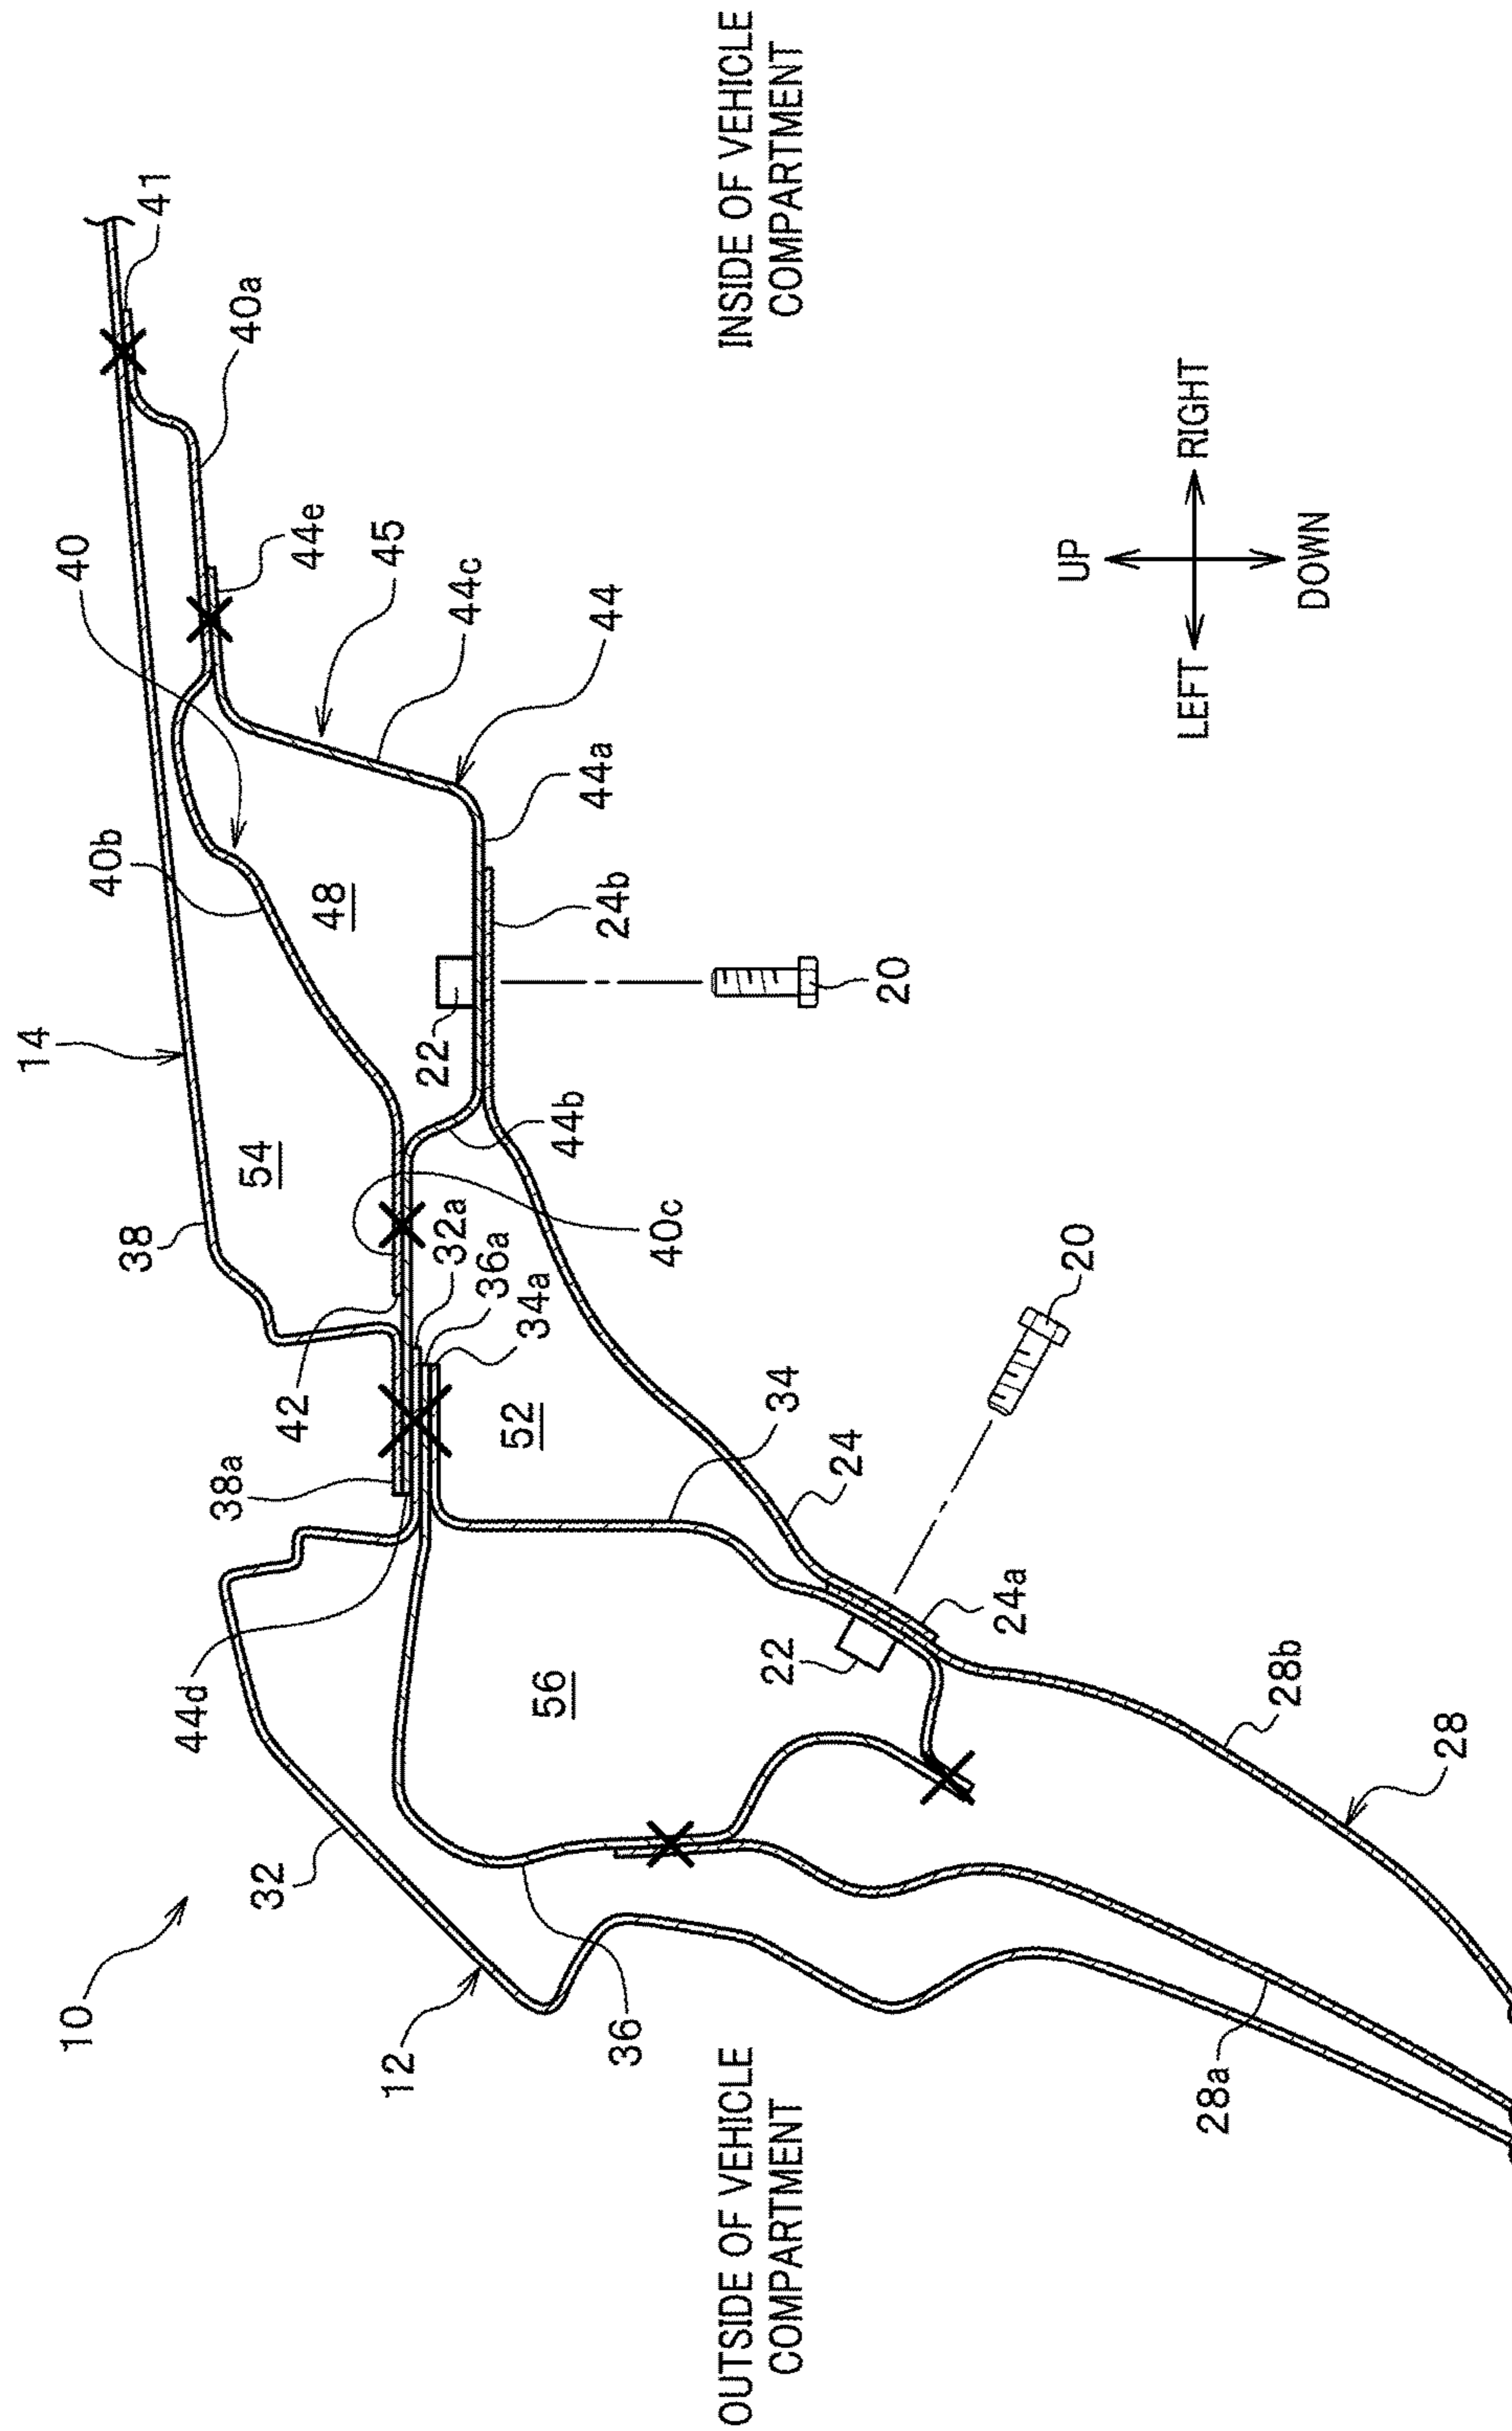 10
14
38
54
40b
40
40a
41
44e
45
44c
44
44a
24b
48
22
20
44b
40c
32a
36a
34a
42
38a
44d
52
34
24
20
24a
22
56
32
12
36
28b
28
28a
OUTSIDE OF VEHICLE
COMPARTMENT
INSIDE OF VEHICLE
COMPARTMENT
UP
LEFT
RIGHT
DOWN